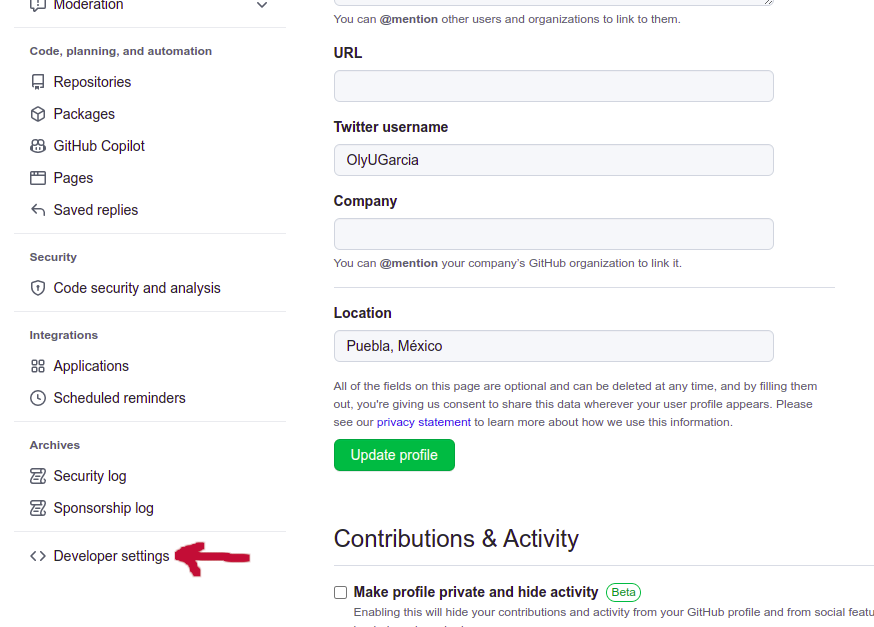 Moderation
Code, planning, and automation
Repositories
Packages
GitHub Copilot
Pages
Saved replies
Security
Code security and analysis
Integrations
Applications
Scheduled reminders
Archives
Security log
Sponsorship log
Developer settings
You can @mention other users and organizations to link to them.
URL
Twitter username
OlyUGarcia
Company
You can @mention your company's GitHub organization to link it.
Location
Puebla, México
All of the fields on this page are optional and can be deleted at any time, and by filling them
out, you're giving us consent to share this data wherever your user profile appears. Please
see our privacy statement to learn more about how we use this information.
Update profile
Contributions & Activity
Make profile private and hide activity Beta
Enabling this will hide your contributions and activity from your GitHub profile and from social